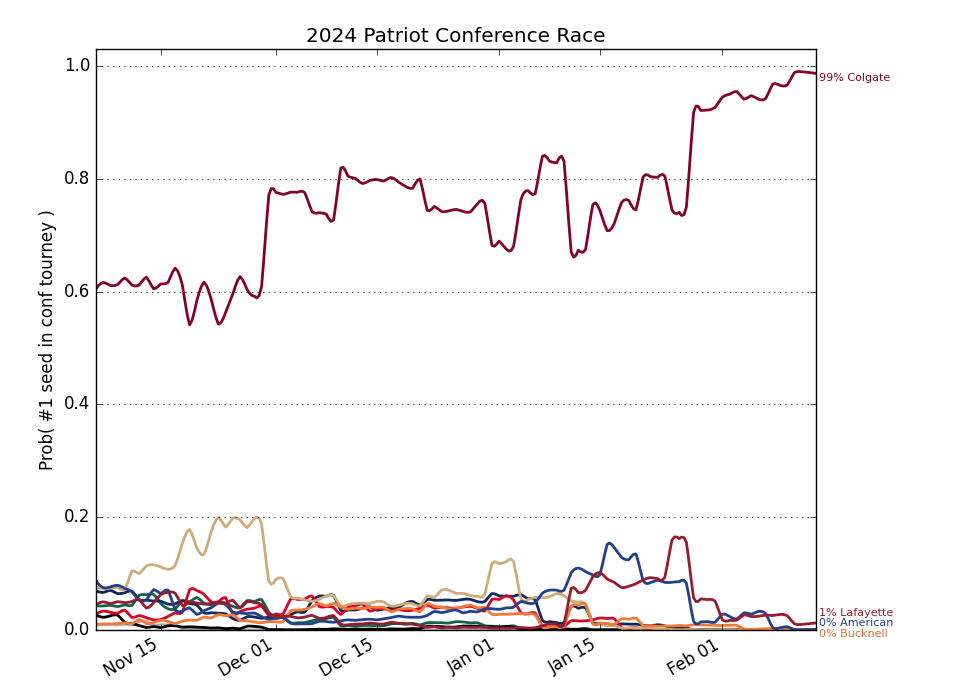 2024 Patriot Conference Race
Prob( #1 seed in conf tourney )
1.0
0.8
0.6
0.4
0.2
0.0
Nov 15
Dec 01
Dec 15
Jan 01
Jan 15
Feb 01
99% Colgate
1% Lafayette
0% American
0% Bucknell